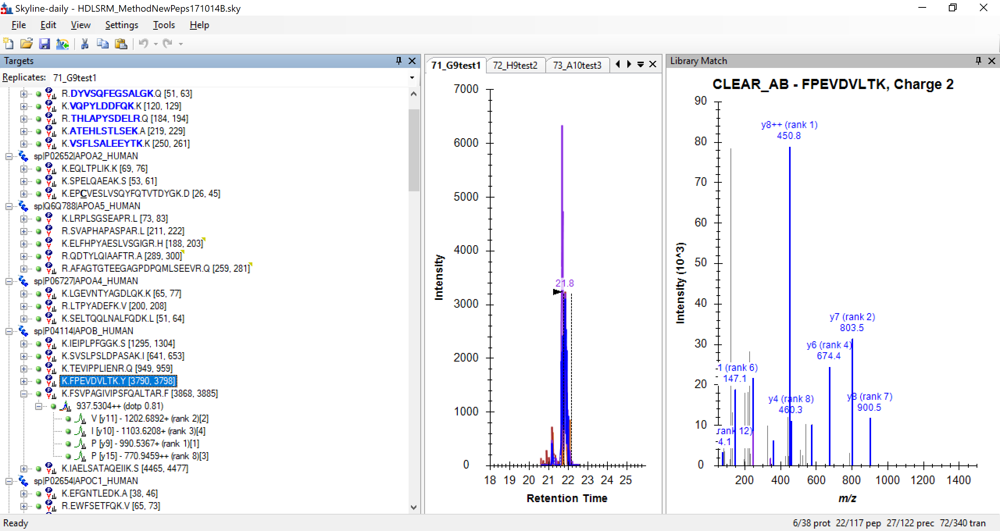 Skyline-daily - HDLSRM_MethodNewPeps171014B.sky
File Edit View Settings Tools Help
Targets
Replicates: 71_G9test1
R.DYVSQFEGSALGK.Q [51, 63]
K.VQPYLDDFQK.K [120, 129]
R.THLAPYSDELR.Q [184, 194]
K.ATEHLSTLSEK.A [219, 229]
K.VSFLSALEEYTK.K [250, 261]
sp|P02652|APOA2_HUMAN
K.EQLTPLIK.K [69, 76]
K.SPELQAEAK.S [53, 61]
K.EPCVESLVSQYFQTVTDYGK.D [26, 45]
sp|Q6Q788|APOA5_HUMAN
K.LRPLSGSEAPR.L [73, 83]
R.SVAPHAPASPAR.L [211, 222]
K.ELFHPYAESLVSGIGR.H [188, 203]
R.QDTYLQIAAFTR.A [289, 300]
R.AFAGTGTEEGAGPDPQMLSEEVR.Q [259, 281]
sp|P06727|APOA4_HUMAN
K.LGEVNTYAGDLQK.K [65, 77]
R.LTPYADEFK.V [200, 208]
K.SELTQQLNALFQDK.L [51, 64]
sp|P04114|APOB_HUMAN
K.IEIPLPFGGK.S [1295, 1304]
K.SVSLPSLDPASAK.I [641, 653]
K.TEVIPPLIENR.Q [949, 959]
K.FPEVDVLTK.Y [3790, 3798]
K.FSVPAGIVIPSFQALTAR.F [3868, 3885]
937.5304++ (dotp 0.81)
V [y11] - 1202.6892+ (rank 2)[2]
I [y10] - 1103.6208+ (rank 3)[4]
P [y9] - 990.5367+ (rank 1)[1]
P [y15] - 770.9459++ (rank 8)[3]
K.IAELSATAQEIIK.S [4465, 4477]
sp|P02654|APOC1_HUMAN
K.EFGNTLEDK.A [38, 46]
R.EWFSETFQK.V [65, 73]
71_G9test1 72_H9test2 73_A10test3
7000
6000
5000
4000
3000
2000
1000
0
Intensity
21.8
18 19 20 21 22 23 24 25
Retention Time
Library Match
CLEAR_AB - FPEVDVLTK, Charge 2
90
80
70
60
50
40
30
20
10
0
Intensity (10^3)
y8++ (rank 1)
450.8
y7 (rank 2)
803.5
y6 (rank 4)
674.4
1 (rank 6)
147.1
y4 (rank 8)
460.3
y8 (rank 7)
900.5
rank 12)
4.1
200 400 600 800 1000 1200 1400
m/z
Ready
6/38 prot 22/117 pep 27/122 prec 72/340 tran